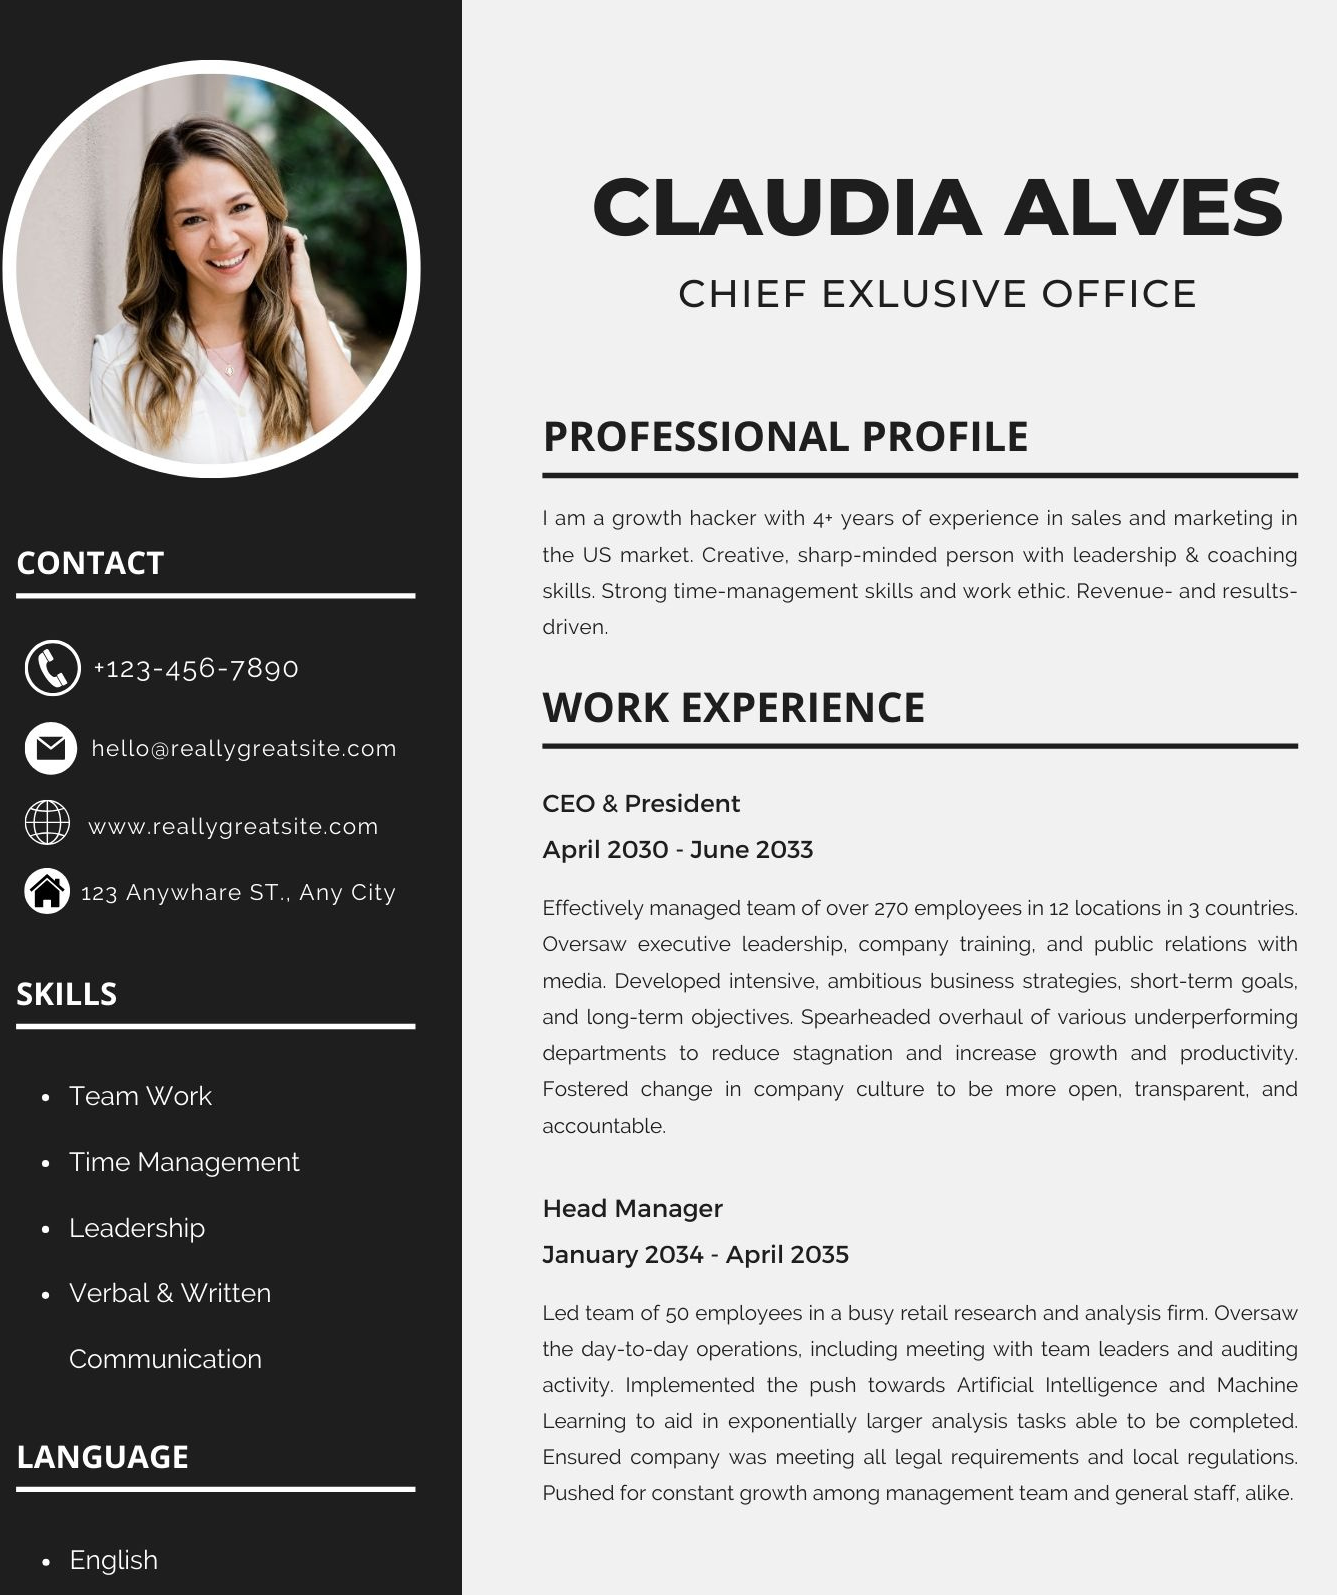 CLAUDIA ALVES
CHIEF EXLUSIVE OFFICE
CONTACT
+123-456-7890
hello@reallygreatsite.com
www.reallygreatsite.com
123 Anywhare ST., Any City
SKILLS
• Team Work
• Time Management
• Leadership
• Verbal & Written
Communication
LANGUAGE
• English
PROFESSIONAL PROFILE
I am a growth hacker with 4+ years of experience in sales and marketing in
the US market. Creative, sharp-minded person with leadership & coaching
skills. Strong time-management skills and work ethic. Revenue- and results-
driven.
WORK EXPERIENCE
CEO & President
April 2030 - June 2033
Effectively managed team of over 270 employees in 12 locations in 3 countries.
Oversaw executive leadership, company training, and public relations with
media. Developed intensive, ambitious business strategies, short-term goals,
and long-term objectives. Spearheaded overhaul of various underperforming
departments to reduce stagnation and increase growth and productivity.
Fostered change in company culture to be more open, transparent, and
accountable.
Head Manager
January 2034 - April 2035
Led team of 50 employees in a busy retail research and analysis firm. Oversaw
the day-to-day operations, including meeting with team leaders and auditing
activity. Implemented the push towards Artificial Intelligence and Machine
Learning to aid in exponentially larger analysis tasks able to be completed.
Ensured company was meeting all legal requirements and local regulations.
Pushed for constant growth among management team and general staff, alike.